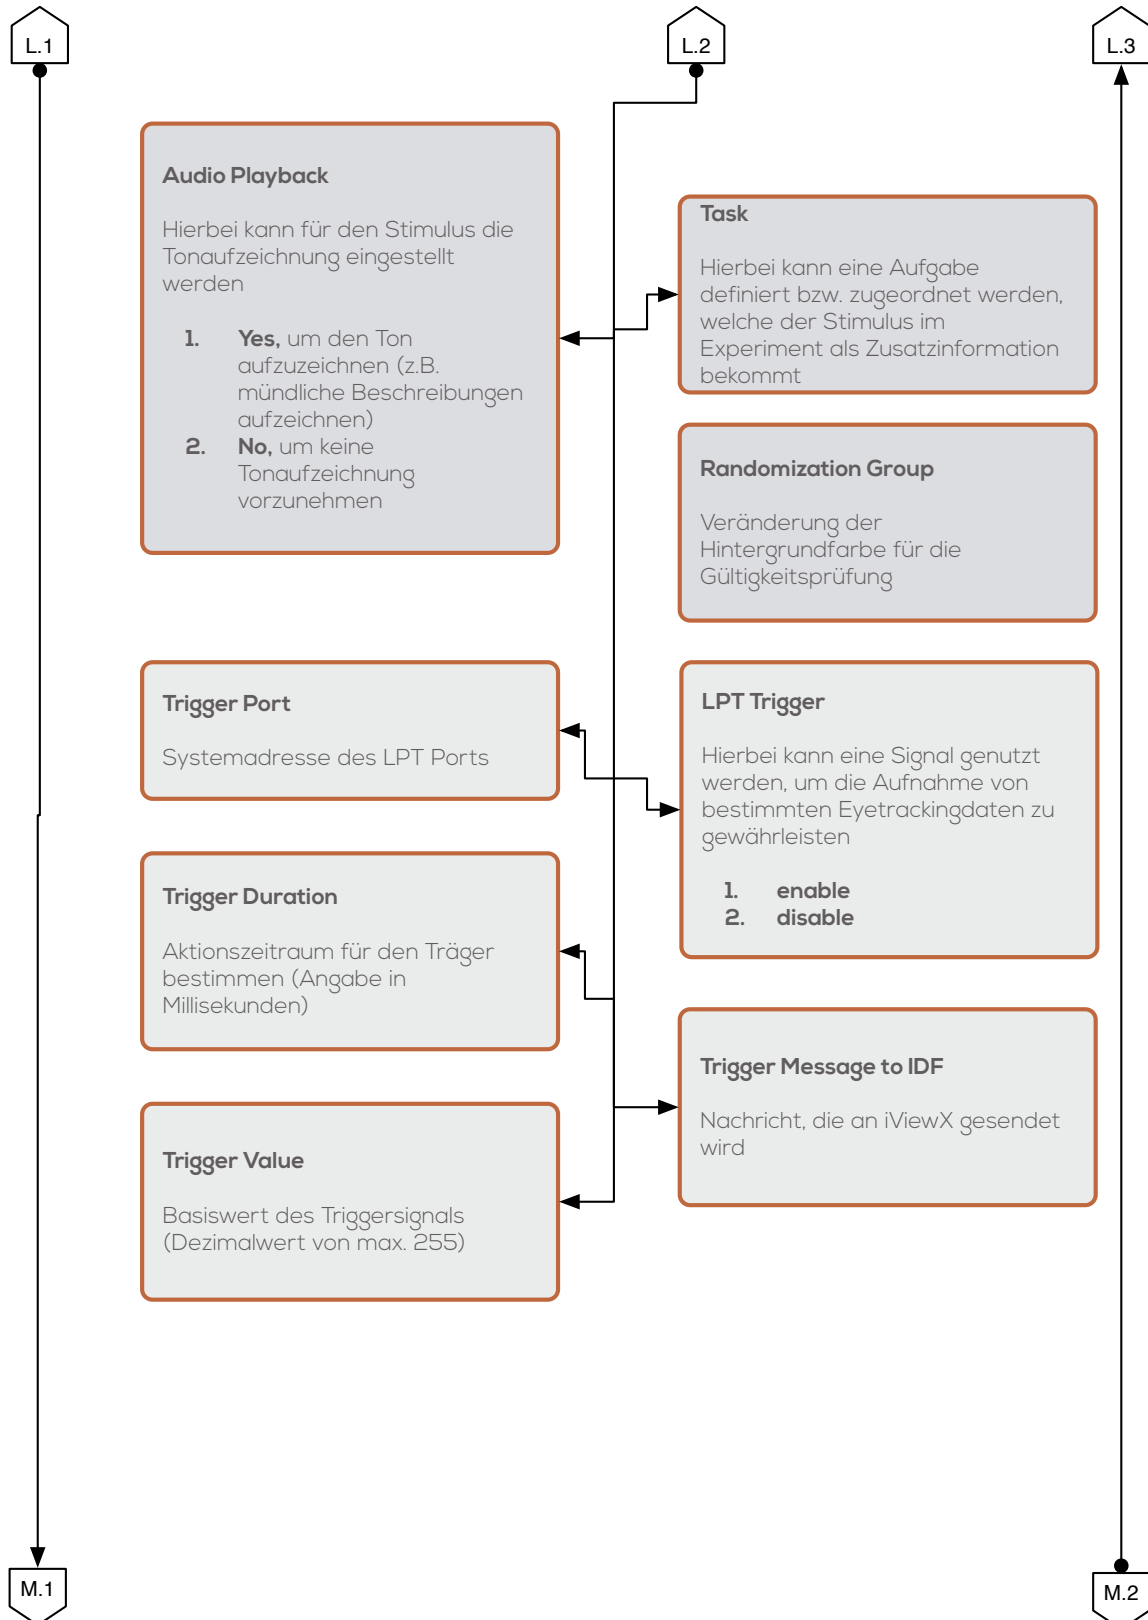 L.1
L.2
L.3
Audio Playback
Hierbei kann für den Stimulus die
Tonaufzeichnung eingestellt
werden
1. Yes, um den Ton
aufzuzeichnen (z.B.
mündliche Beschreibungen
aufzeichnen)
2. No, um keine
Tonaufzeichnung
vorzunehmen
Task
Hierbei kann eine Aufgabe
definiert bzw. zugeordnet werden,
welche der Stimulus im
Experiment als Zusatzinformation
bekommt
Randomization Group
Veränderung der
Hintergrundfarbe für die
Gültigkeitsprüfung
Trigger Port
Systemadresse des LPT Ports
LPT Trigger
Hierbei kann eine Signal genutzt
werden, um die Aufnahme von
bestimmten Eyetrackingdaten zu
gewährleisten
1. enable
2. disable
Trigger Duration
Aktionszeitraum für den Träger
bestimmen (Angabe in
Millisekunden)
Trigger Message to IDF
Nachricht, die an iViewX gesendet
wird
Trigger Value
Basiswert des Triggersignals
(Dezimalwert von max. 255)
M.1
M.2